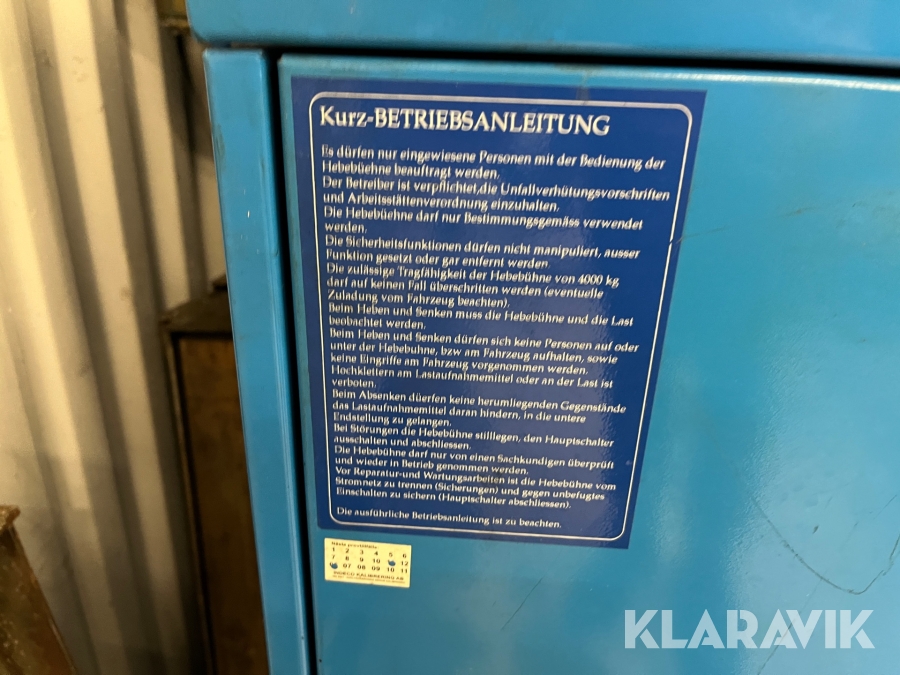 Kurz-BETRIEBSANLEITUNG
Es dürfen nur eingewiesene Personen mit der Bedienung der
Hebebüehne beauftragt werden.
Der Betreiber ist verpflichtet,die Unfallverhütungsvorschriften
und Arbeitsstättenverordnung einzuhalten.
Die Hebebüehne darf nur Bestimmungsgemäss verwendet
werden.
Die Sicherheitsfunktionen dürfen nicht manipuliert, ausser
Funktion gesetzt oder gar entfernt werden.
Die zulässige Tragfähigkeit der Hebebühne von 4000 kg
darf auf keinen Fall überschritten werden (eventuelle
Zuladung vom Fahrzeug beachten).
Beim Heben und Senken muss die Hebebühne und die Last
beobachtet werden.
Beim Heben und Senken dürfen sich keine Personen auf oder
unter der Hebebuhne, bzw am Fahrzeug aufhalten, sowie
keine Eingriffe am Fahrzeug vorgenommen werden.
Hochklettern am Lastaufnahmemittel oder an der Last ist
verboten.
Beim Absenken düerfen keine herumliegenden Gegenstände
das Lastaufnahmemittel daran hindern, in die untere
Endstellung zu gelangen.
Bei Störungen die Hebebühne stilllegen, den Hauptschalter
ausschalten und abschliessen.
Die Hebebühne darf nur von einen Sachkundigen überprüft
und wieder in Betrieb genommen werden.
Vor Reparatur-und Wartungsarbeiten ist die Hebebühne vom
Stromnetz zu trennen (Sicherungen) und gegen unbefugtes
Einschalten zu sichern (Hauptschalter abschliessen).
Die ausführliche Betriebsanleitung ist zu beachten.
1 2 3 4 5 6
7 8 9 10 12
07 08 09 10 11
INDECO KALIBRERING AB
KLARAVIK